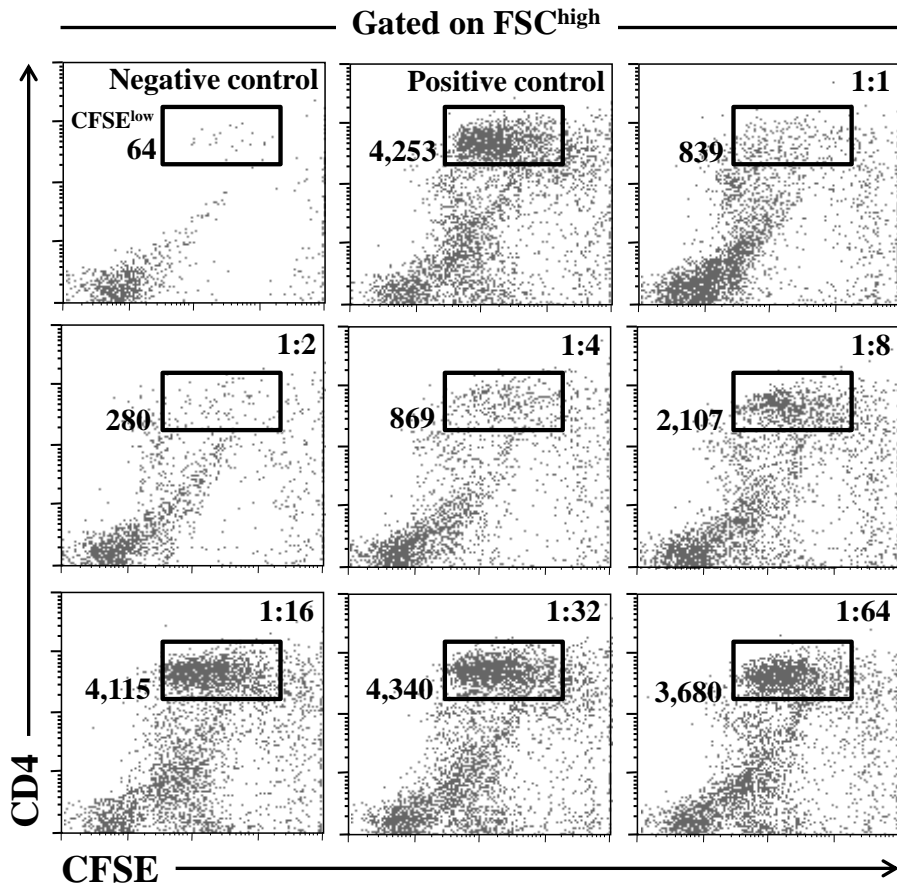 Gated on FSChigh
Negative control
CFSElow
64
Positive control
4,253
1:1
839
1:2
280
1:4
869
1:8
2,107
1:16
4,115
1:32
4,340
1:64
3,680
CD4
CFSE